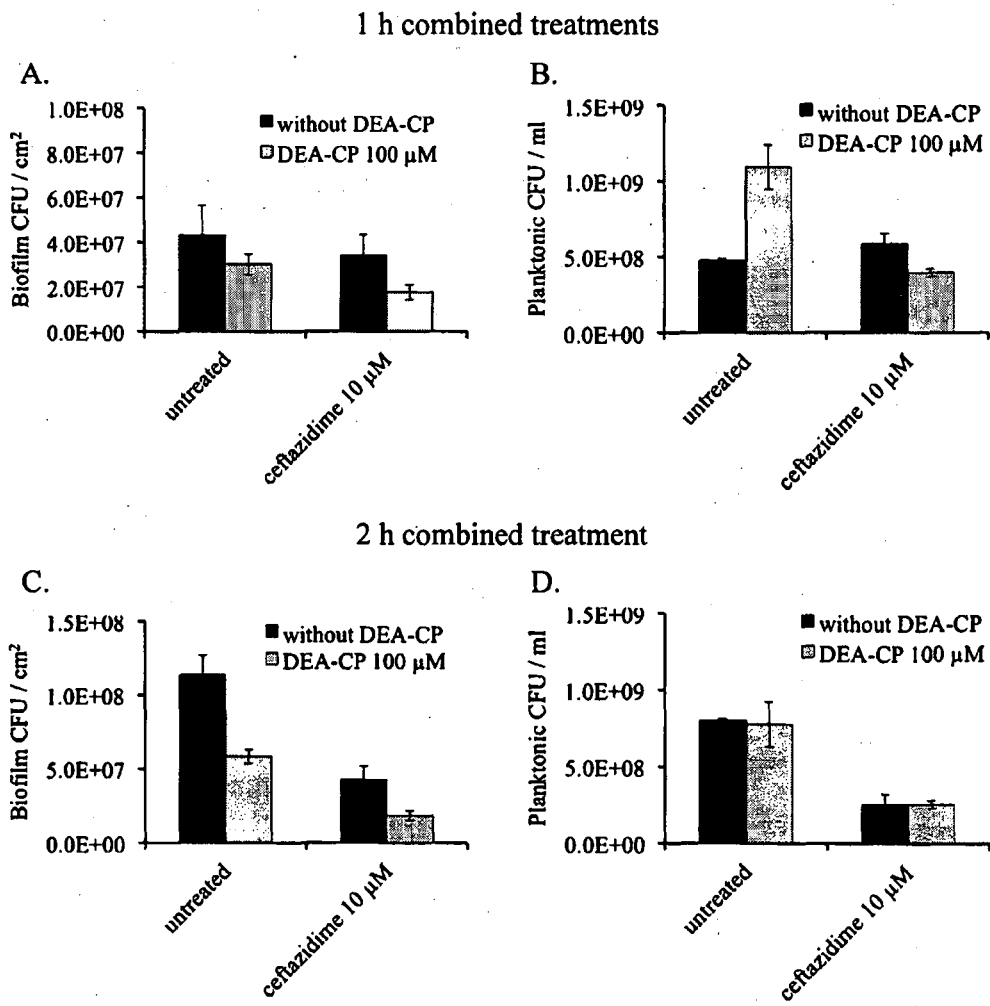 1 h combined treatments
A.
1.0E+08
8.0E+07
6.0E+07
4.0E+07
2.0E+07
0.0E+00
Biofilm CFU / cm²
without DEA-CP
DEA-CP 100 µM
untreated
ceftazidime 10 µM
B.
1.5E+09
1.0E+09
5.0E+08
0.0E+00
Planktonic CFU / ml
without DEA-CP
DEA-CP 100 µM
untreated
ceftazidime 10 µM
2 h combined treatment
C.
1.5E+08
1.0E+08
5.0E+07
0.0E+00
Biofilm CFU / cm²
without DEA-CP
DEA-CP 100 µM
untreated
ceftazidime 10 µM
D.
1.5E+09
1.0E+09
5.0E+08
0.0E+00
Planktonic CFU / ml
without DEA-CP
DEA-CP 100 µM
untreated
ceftazidime 10 µM